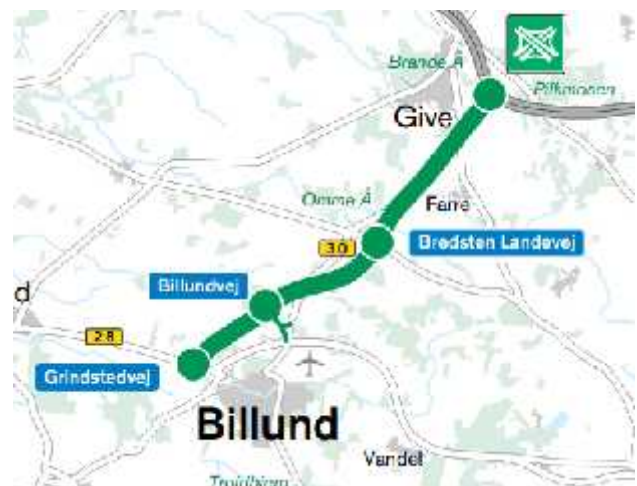 Brande Å
Pilkmosen
Give
Omme Å
Farre
30
Bredsten Landevej
Billundvej
d
28
Grindstedvej
Billund
Vandel